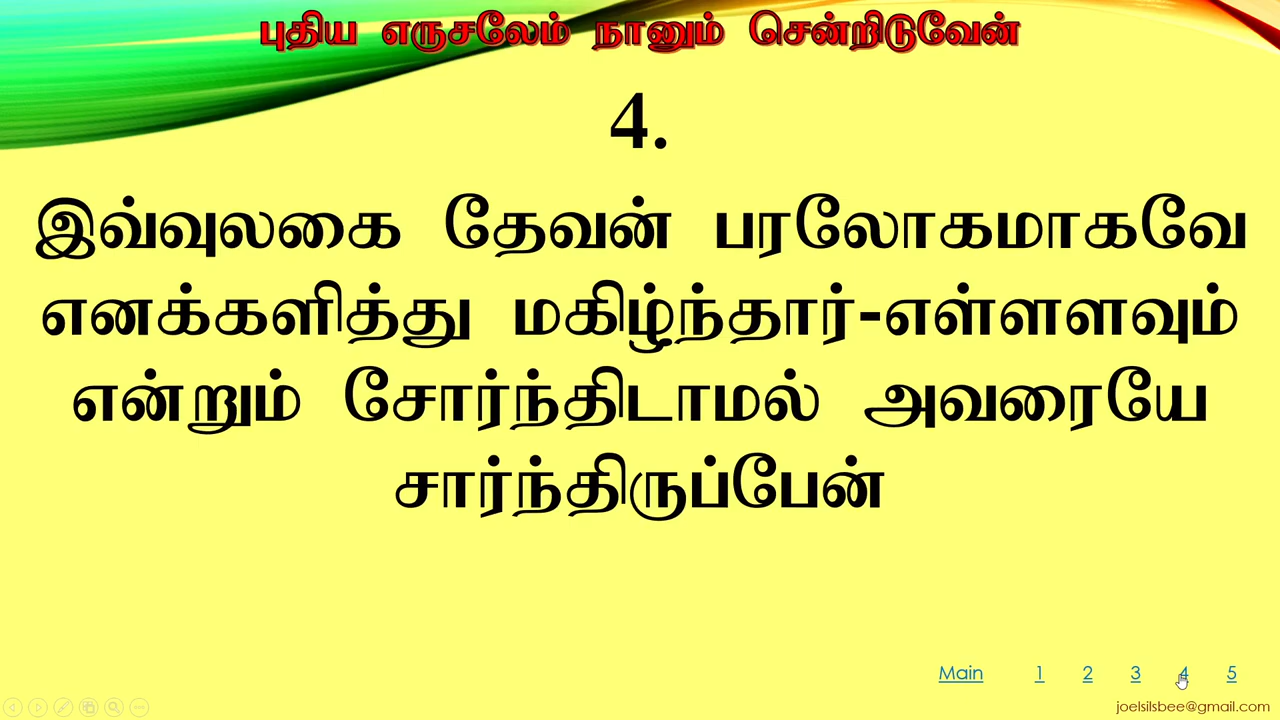 புதிய எருசலேம் நானும் சென்றிடுவேன்
4.
இவ்வுலகை தேவன் பரலோகமாகவே
எனக்களித்து மகிழ்ந்தார்-எள்ளளவும்
என்றும் சோர்ந்திடாமல் அவரையே
சார்ந்திருப்பேன்
Main 1 2 3 4 5
joelsilsbee@gmail.com